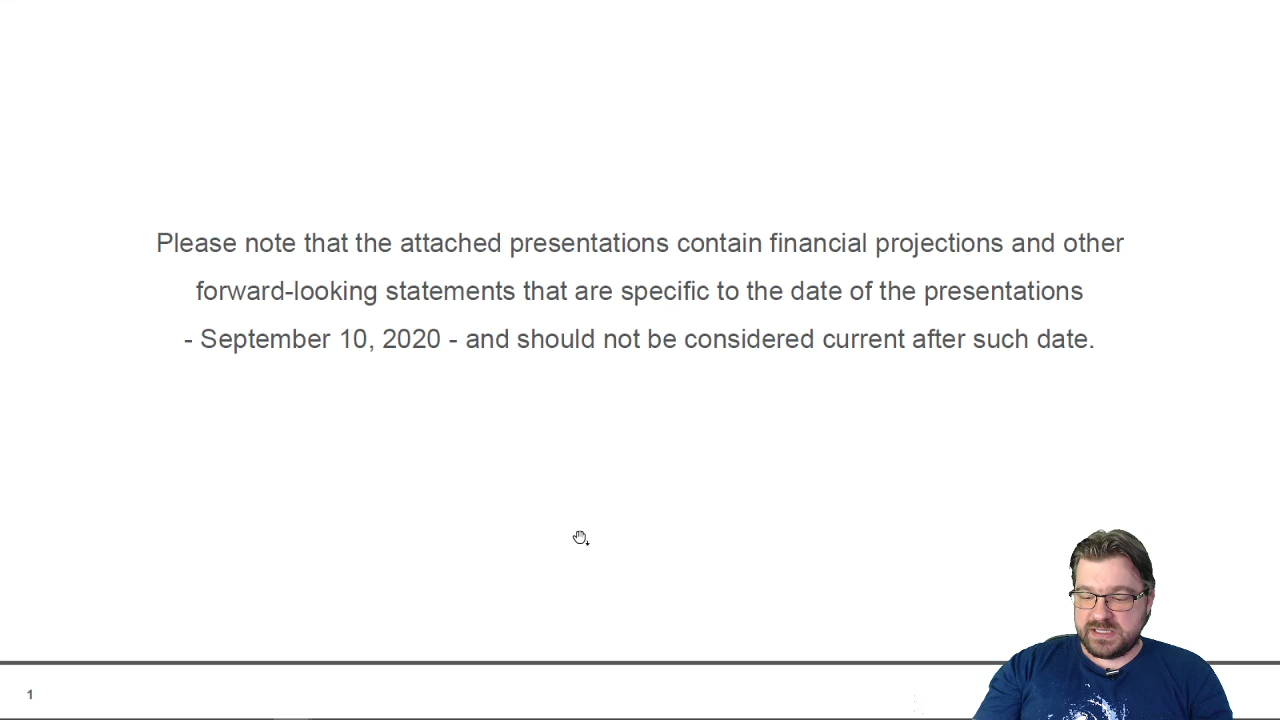 Please note that the attached presentations contain financial projections and other
forward-looking statements that are specific to the date of the presentations
- September 10, 2020 - and should not be considered current after such date.
1